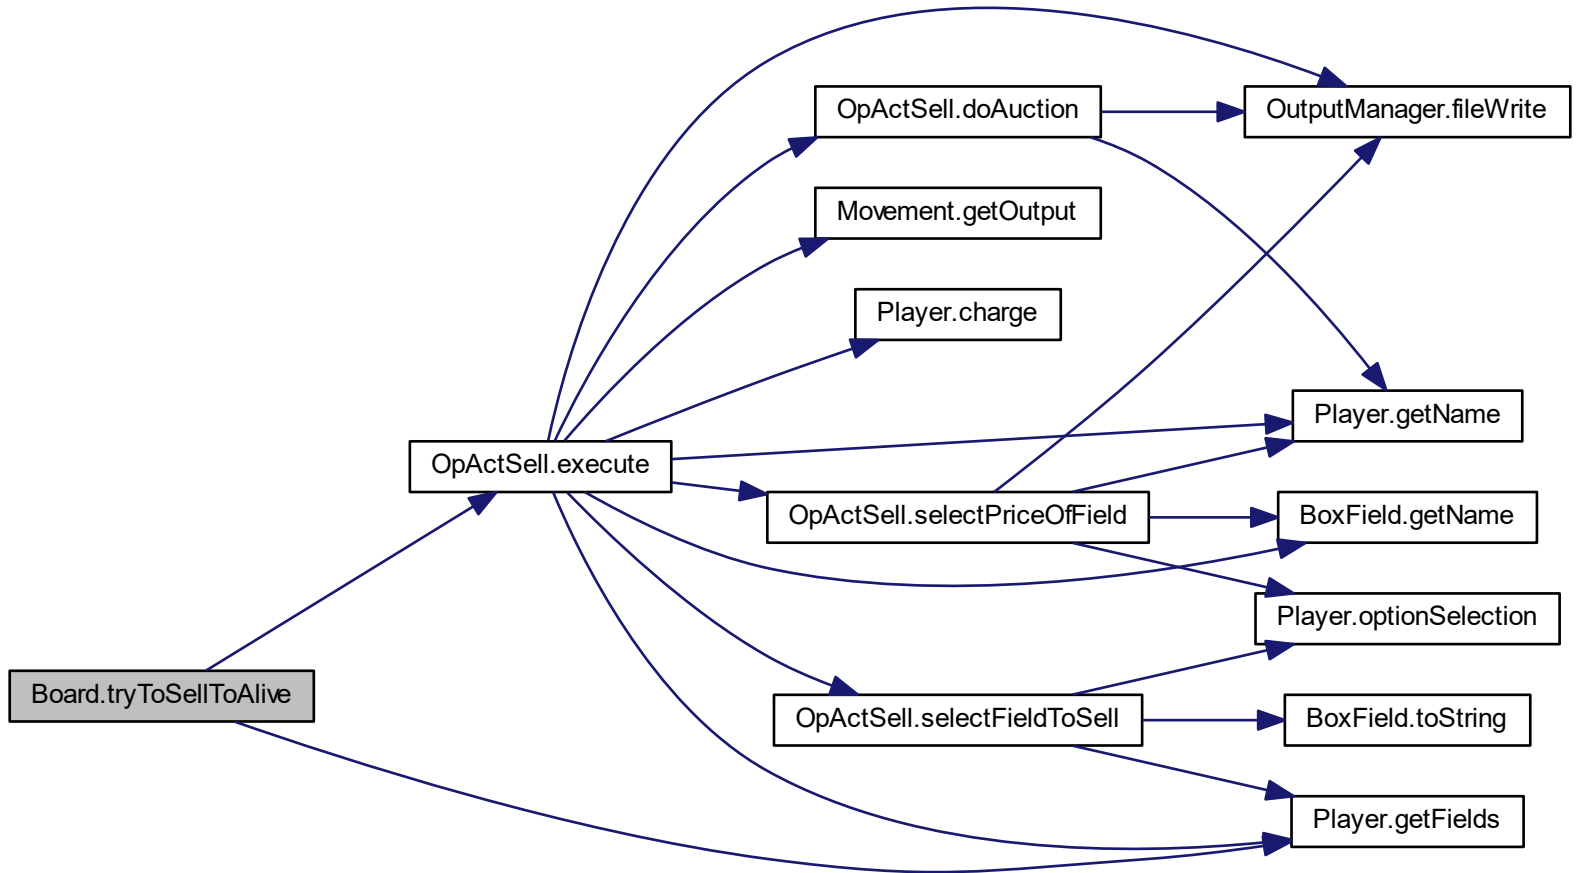 OpActSell.doAuction
OutputManager.fileWrite
Movement.getOutput
Player.charge
Player.getName
OpActSell.execute
OpActSell.selectPriceOfField
BoxField.getName
Player.optionSelection
Board.tryToSellToAlive
OpActSell.selectFieldToSell
BoxField.toString
Player.getFields